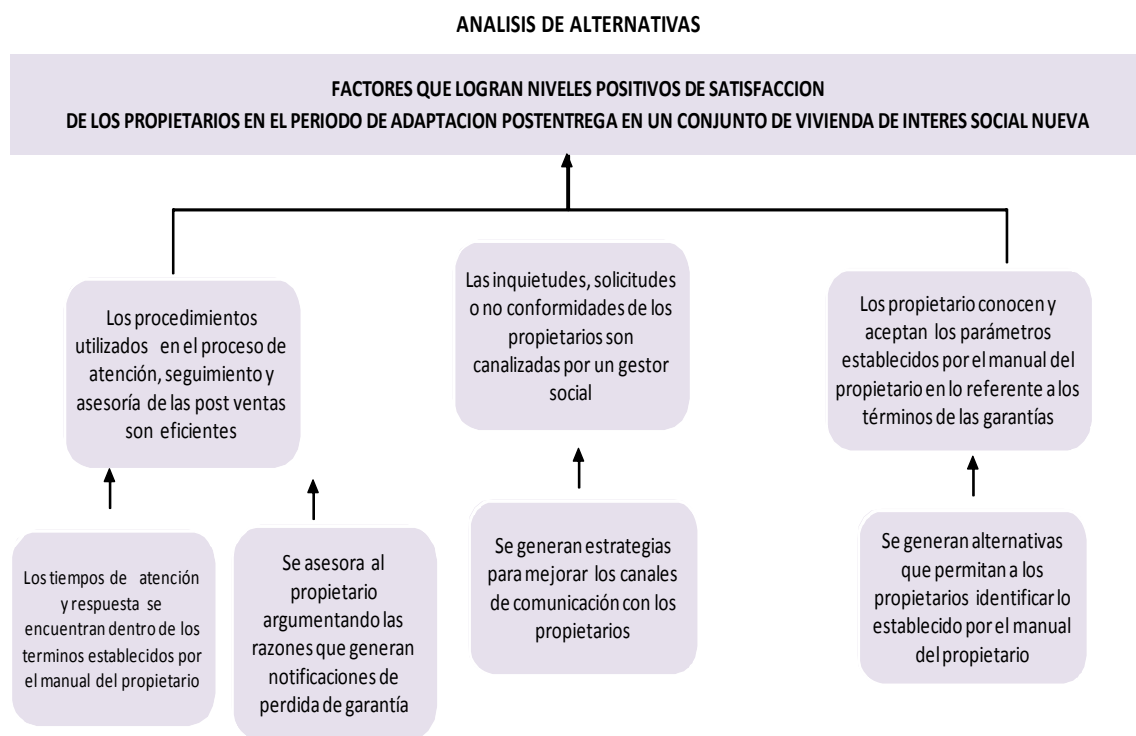 ANALISIS DE ALTERNATIVAS
FACTORES QUE LOGRAN NIVELES POSITIVOS DE SATISFACCION
DE LOS PROPIETARIOS EN EL PERIODO DE ADAPTACION POSTENTREGA EN UN CONJUNTO DE VIVIENDA DE INTERES SOCIAL NUEVA
Los procedimientos
utilizados en el proceso de
atención, seguimiento y
asesoría de las post ventas
son eficientes
Las inquietudes, solicitudes
o no conformidades de los
propietarios son
canalizadas por un gestor
social
Los propietario conocen y
aceptan los parámetros
establecidos por el manual del
propietario en lo referente a los
términos de las garantías
Los tiempos de atención
y respuesta se
encuentran dentro de los
terminos establecidos por
el manual del propietario
Se asesora al
propietario
argumentando las
razones que generan
notificaciones de
perdida de garantía
Se generan estrategias
para mejorar los canales
de comunicación con los
propietarios
Se generan alternativas
que permitan a los
propietarios identificar lo
establecido por el manual
del propietario